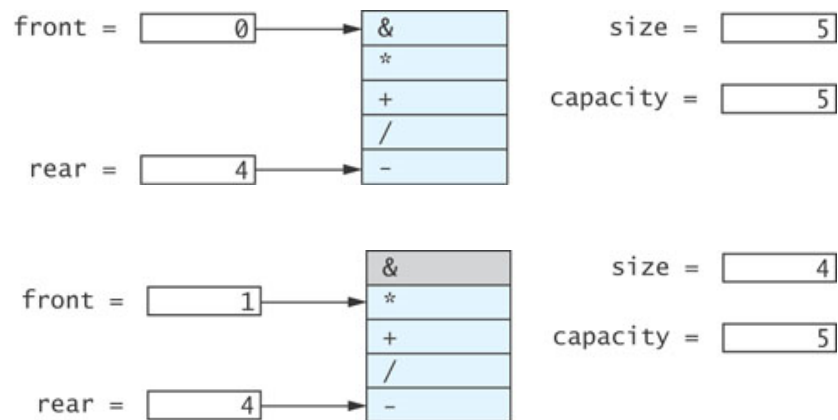 front = 0 & size = 5
*
+ capacity = 5
/
rear = 4 -
& size = 4
front = 1 *
+ capacity = 5
/
rear = 4 -